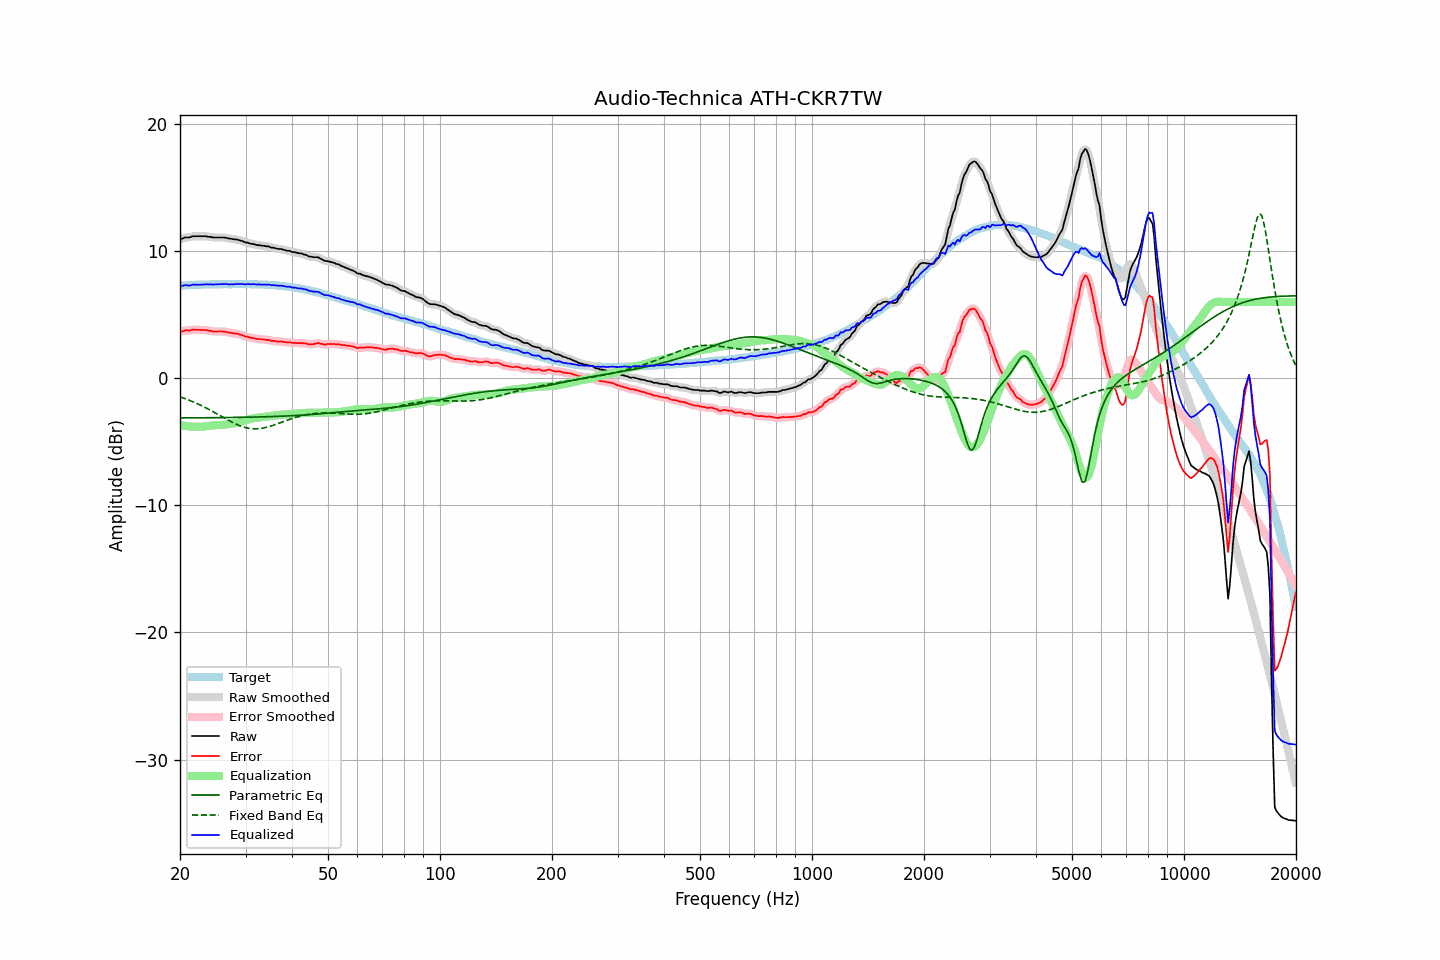 Audio-Technica ATH-CKR7TW
20
10
0
−10
−20
−30
Amplitude (dBr)
Target
Raw Smoothed
Error Smoothed
Raw
Error
Equalization
Parametric Eq
Fixed Band Eq
Equalized
20 50 100 200 500 1000 2000 5000 10000 20000
Frequency (Hz)